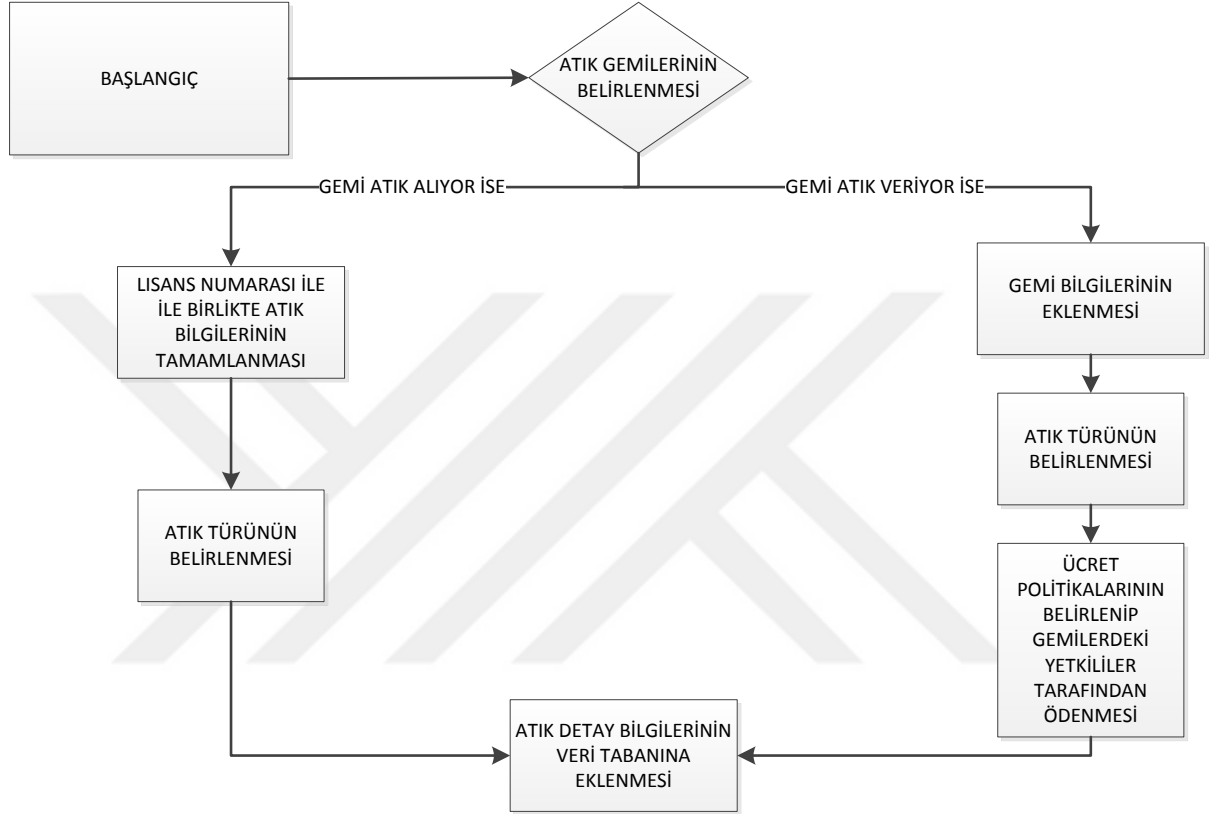 BAŞLANGIÇ
ATIK GEMİLERİNİN
BELİRLENMESİ
GEMİ ATIK ALIYOR İSE
GEMİ ATIK VERİYOR İSE
LISANS NUMARASI İLE
İLE BİRLİKTE ATIK
BİLGİLERİNİN
TAMAMLANMASI
GEMİ BİLGİLERİNİN
EKLENMESİ
ATIK TÜRÜNÜN
BELİRLENMESİ
ATIK TÜRÜNÜN
BELİRLENMESİ
ÜCRET
POLİTİKALARININ
BELİRLENİP
GEMİLERDEKİ
YETKİLİLER
TARAFINDAN
ÖDENMESİ
ATIK DETAY BİLGİLERİNİN
VERİ TABANINA
EKLENMESİ